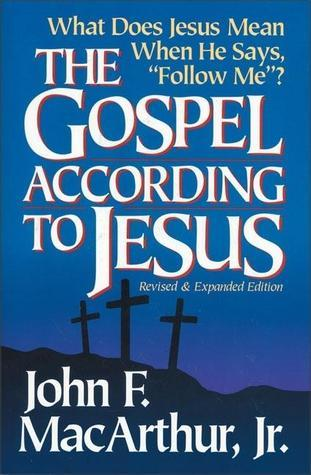 What Does Jesus Mean
When He Says,
"Follow Me"?
THE
GOSPEL
ACCORDING
TO JESUS
Revised & Expanded Edition
John F.
MacArthur, Jr.